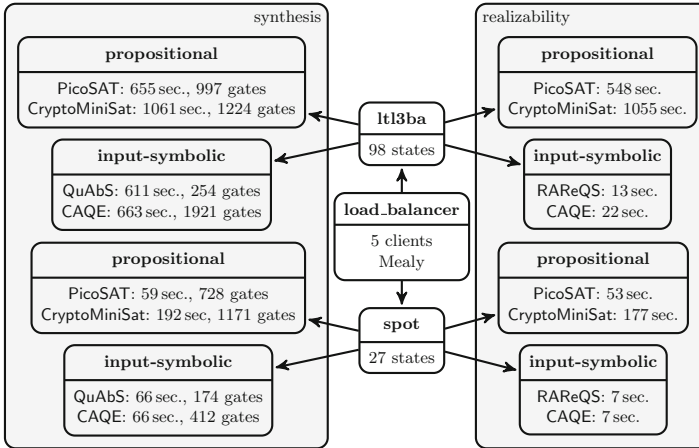 synthesis
propositional
PicoSAT: 655 sec., 997 gates
CryptoMiniSat: 1061 sec., 1224 gates
input-symbolic
QuAbS: 611 sec., 254 gates
CAQE: 663 sec., 1921 gates
propositional
PicoSAT: 59 sec., 728 gates
CryptoMiniSat: 192 sec, 1171 gates
input-symbolic
QuAbS: 66 sec., 174 gates
CAQE: 66 sec., 412 gates
ltl3ba
98 states
load_balancer
5 clients
Mealy
spot
27 states
realizability
propositional
PicoSAT: 548 sec.
CryptoMiniSat: 1055 sec.
input-symbolic
RAReQS: 13 sec.
CAQE: 22 sec.
propositional
PicoSAT: 53 sec.
CryptoMiniSat: 177 sec.
input-symbolic
RAReQS: 7 sec.
CAQE: 7 sec.